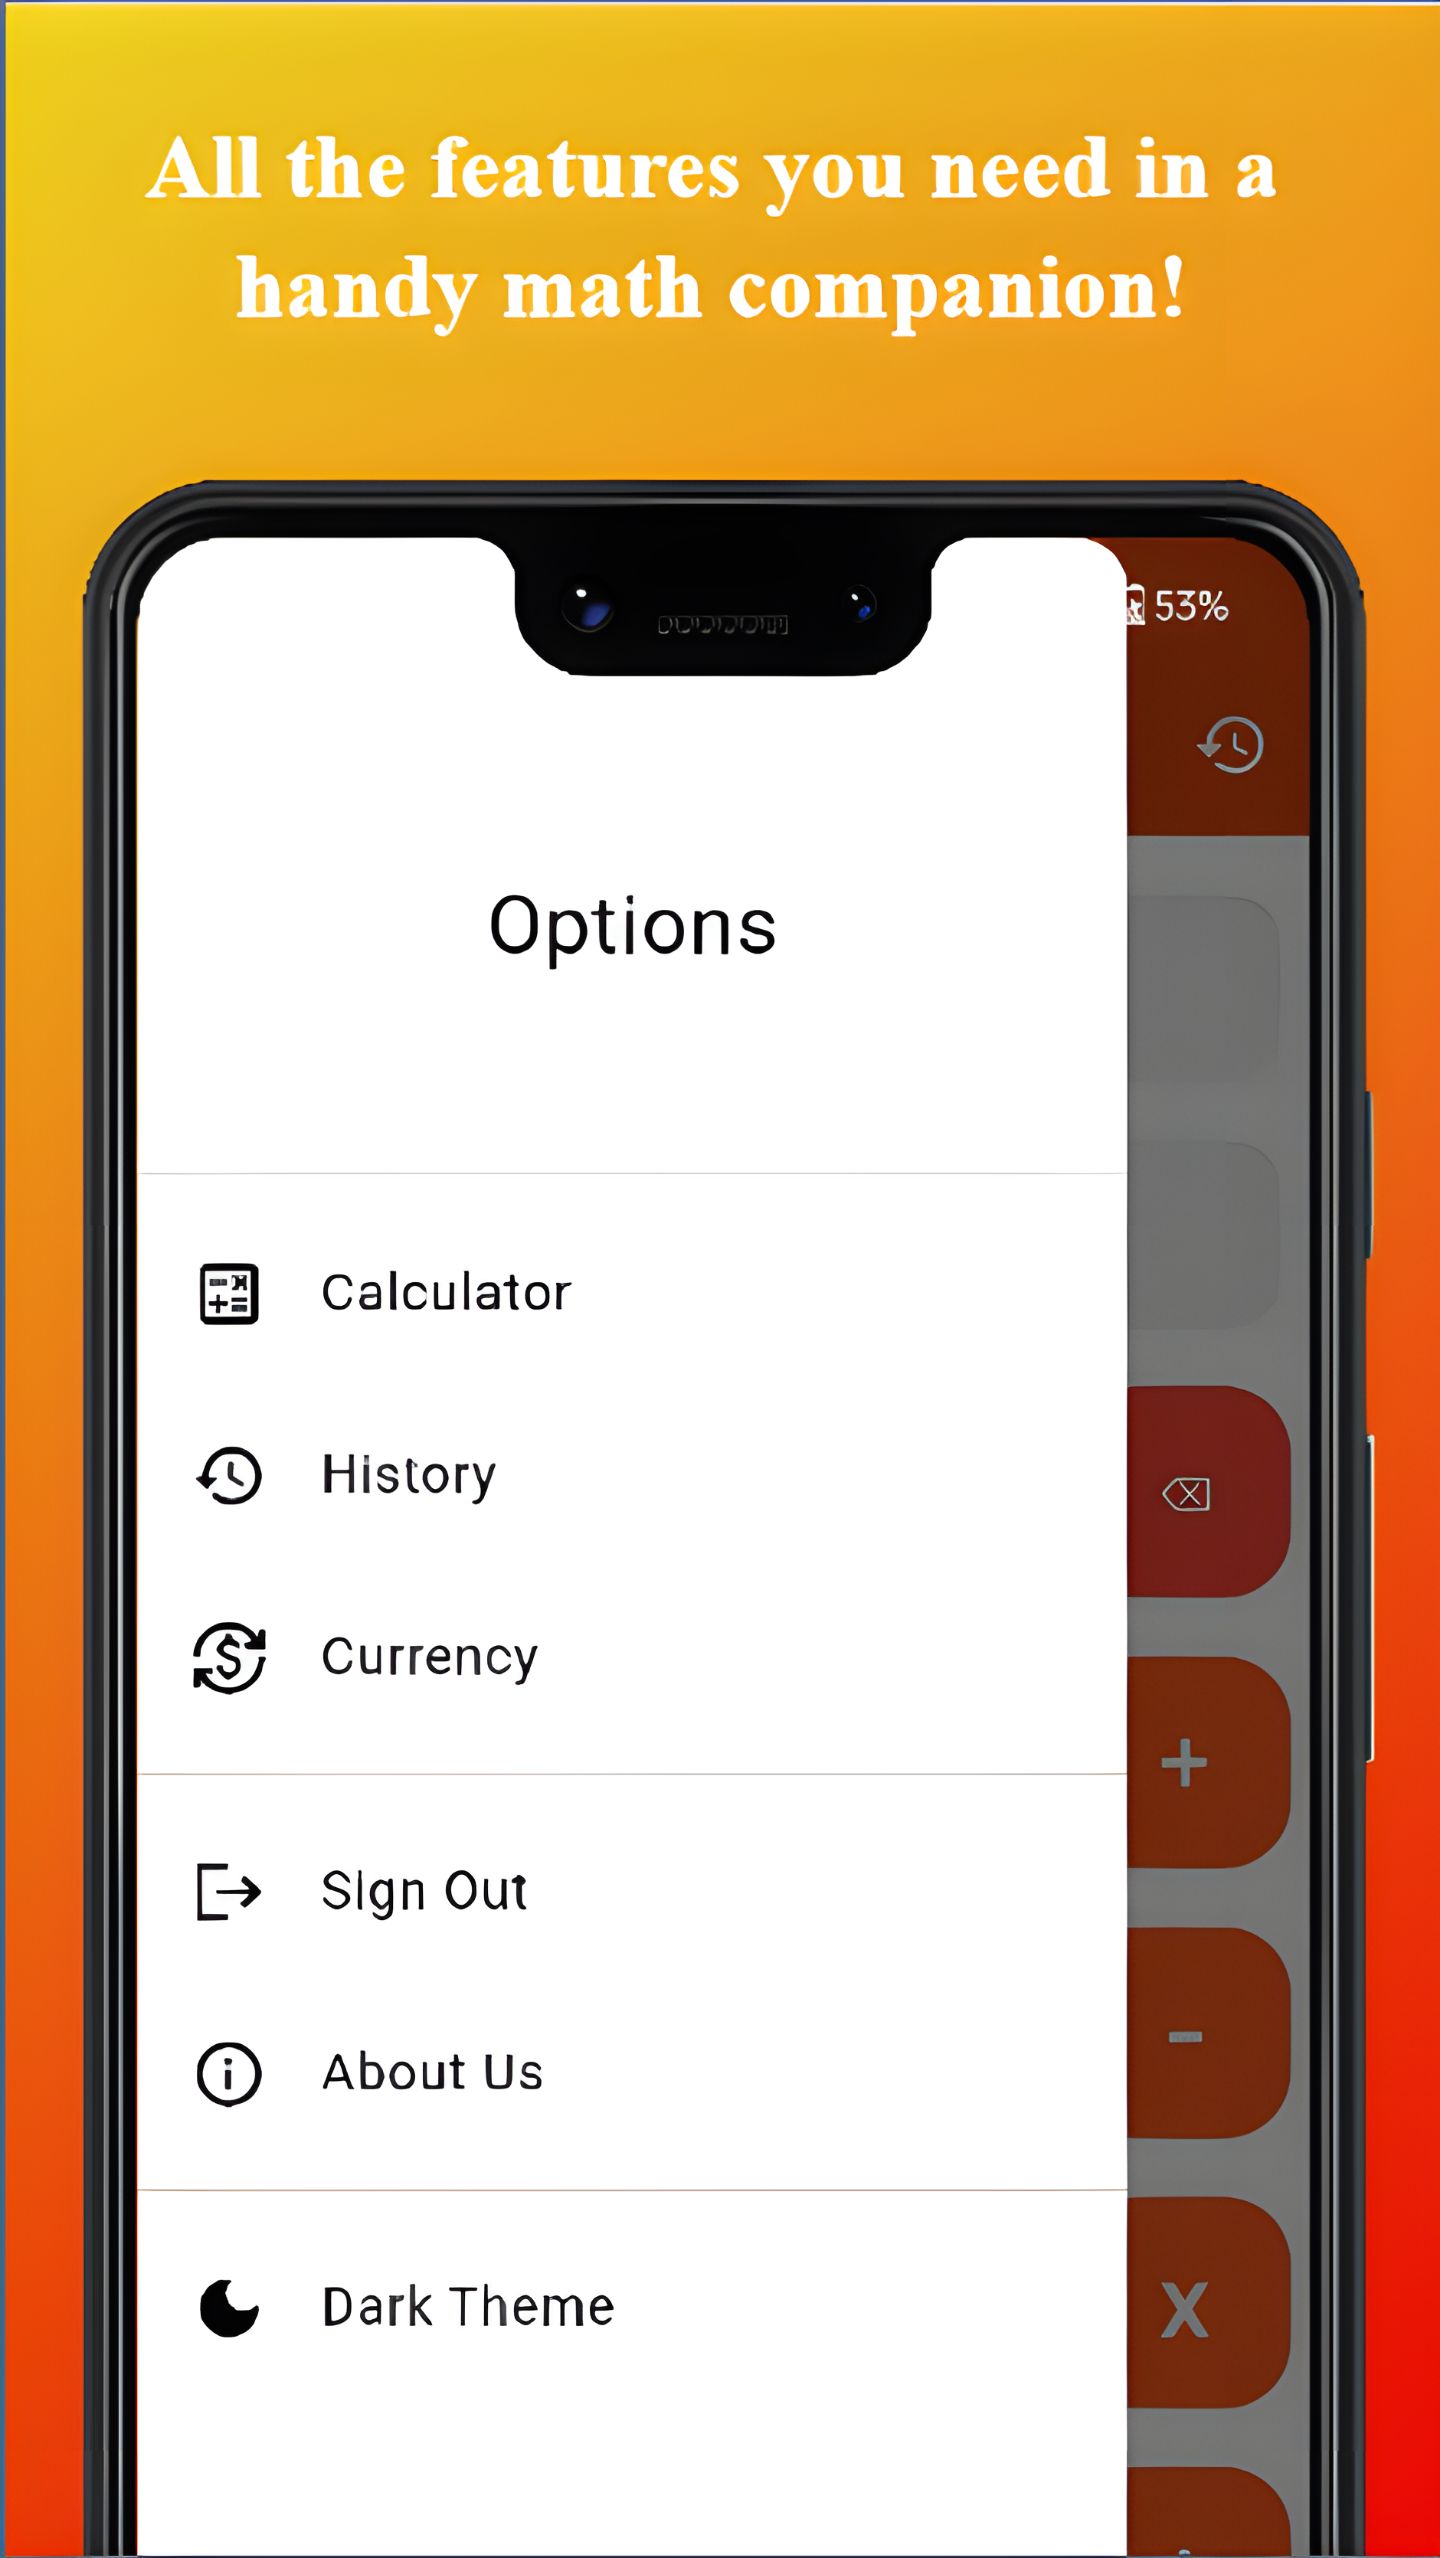 All the features you need in a
handy math companion!
53%
Options
Calculator
History
Currency
Sign Out
About Us
Dark Theme
+
-
X